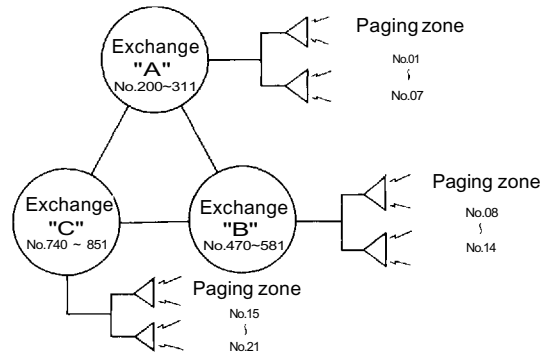 Exchange
"A"
No.200~311
Paging zone
No.01
~
No.07
Exchange
"C"
No.740 ~ 851
Exchange
"B"
No.470~581
Paging zone
No.08
~
No.14
Paging zone
No.15
~
No.21